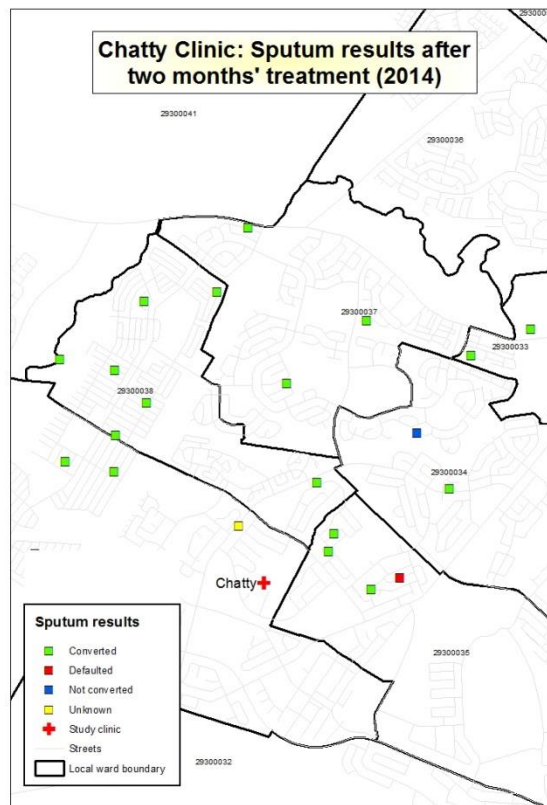 Chatty Clinic: Sputum results after
two months' treatment (2014)
29300041
29300036
29300037
29300033
29300038
29300034
Chatty
29300035
29300032
Sputum results
Converted
Defaulted
Not converted
Unknown
Study clinic
Streets
Local ward boundary